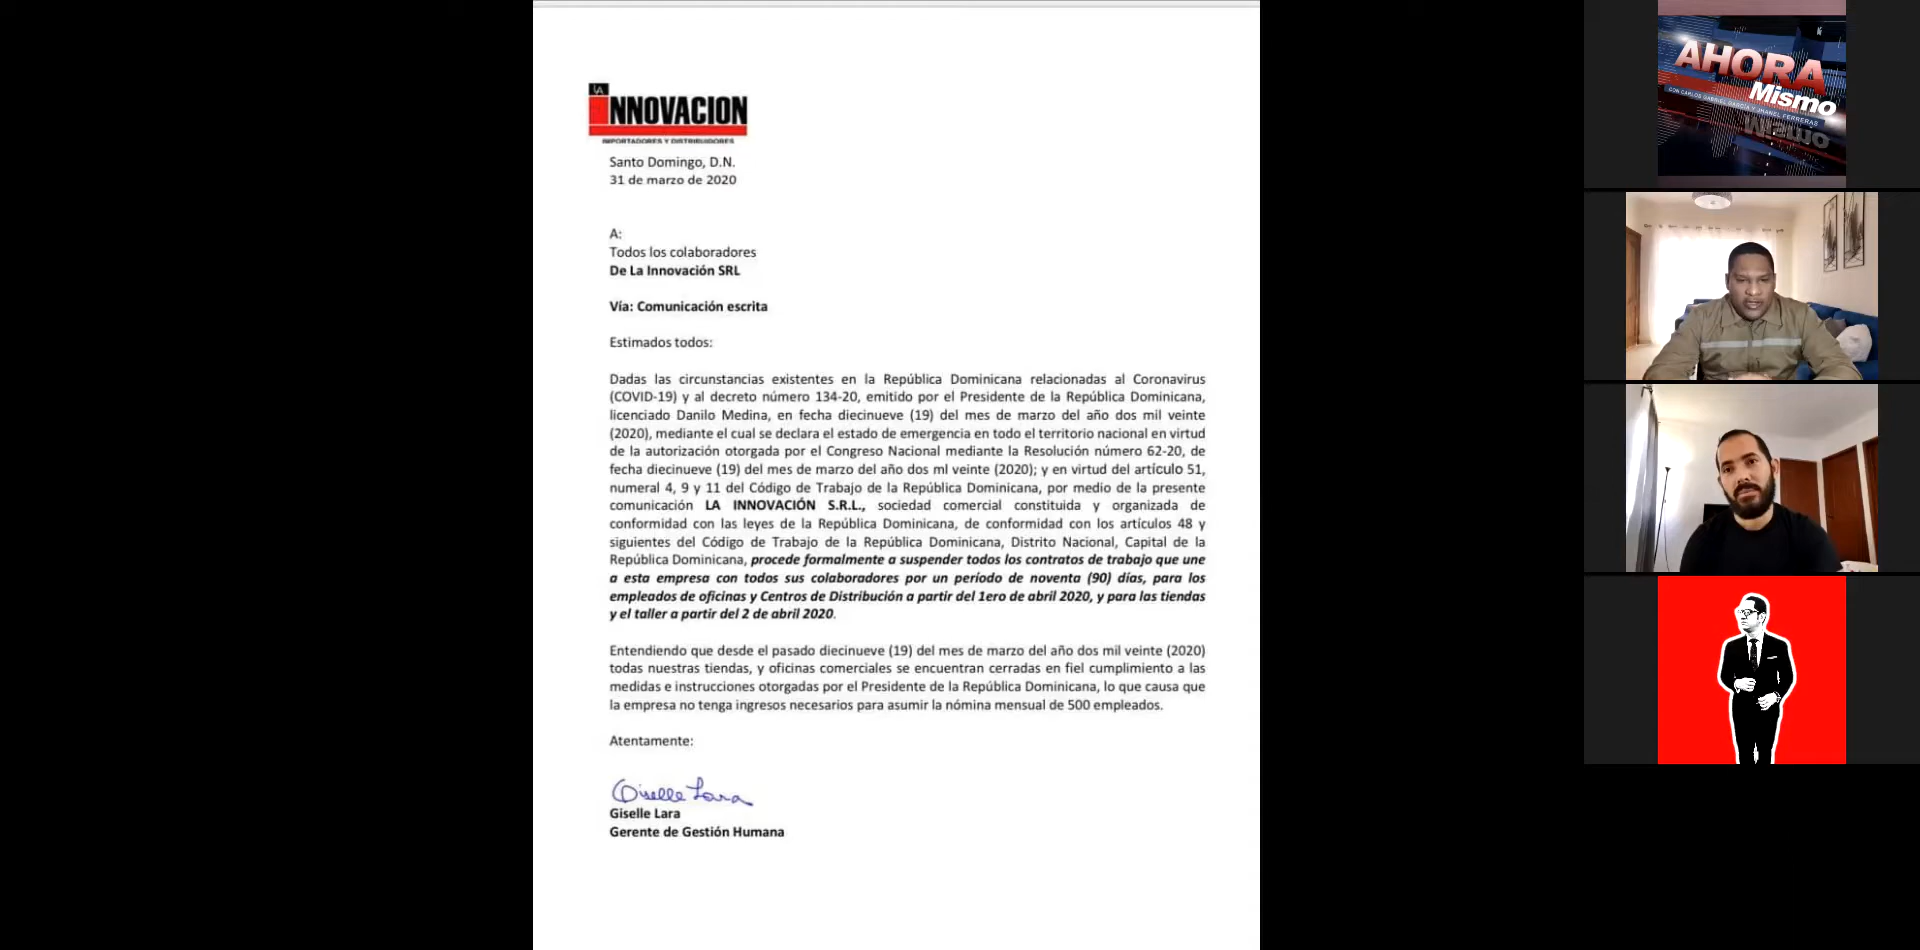 LA
INNOVACION
IMPORTADORES Y DISTRIBUIDORES
Santo Domingo, D.N.
31 de marzo de 2020
A:
Todos los colaboradores
De La Innovación SRL
Vía: Comunicación escrita
Estimados todos:
Dadas las circunstancias existentes en la República Dominicana relacionadas al Coronavirus
(COVID-19) y al decreto número 134-20, emitido por el Presidente de la República Dominicana,
licenciado Danilo Medina, en fecha diecinueve (19) del mes de marzo del año dos mil veinte
(2020), mediante el cual se declara el estado de emergencia en todo el territorio nacional en virtud
de la autorización otorgada por el Congreso Nacional mediante la Resolución número 62-20, de
fecha diecinueve (19) del mes de marzo del año dos ml veinte (2020); y en virtud del artículo 51,
numeral 4, 9 y 11 del Código de Trabajo de la República Dominicana, por medio de la presente
comunicación LA INNOVACIÓN S.R.L., sociedad comercial constituida y organizada de
conformidad con las leyes de la República Dominicana, de conformidad con los artículos 48 y
siguientes del Código de Trabajo de la República Dominicana, Distrito Nacional, Capital de la
República Dominicana, procede formalmente a suspender todos los contratos de trabajo que une
a esta empresa con todos sus colaboradores por un período de noventa (90) días, para los
empleados de oficinas y Centros de Distribución a partir del 1ero de abril 2020, y para las tiendas
y el taller a partir del 2 de abril 2020.
Entendiendo que desde el pasado diecinueve (19) del mes de marzo del año dos mil veinte (2020)
todas nuestras tiendas, y oficinas comerciales se encuentran cerradas en fiel cumplimiento a las
medidas e instrucciones otorgadas por el Presidente de la República Dominicana, lo que causa que
la empresa no tenga ingresos necesarios para asumir la nómina mensual de 500 empleados.
Atentamente:
Giselle Lara
Giselle Lara
Gerente de Gestión Humana
AHORA
Mismo
CON CARLOS GABRIEL GARCÍA Y JHANEL FERRERAS
Mismo